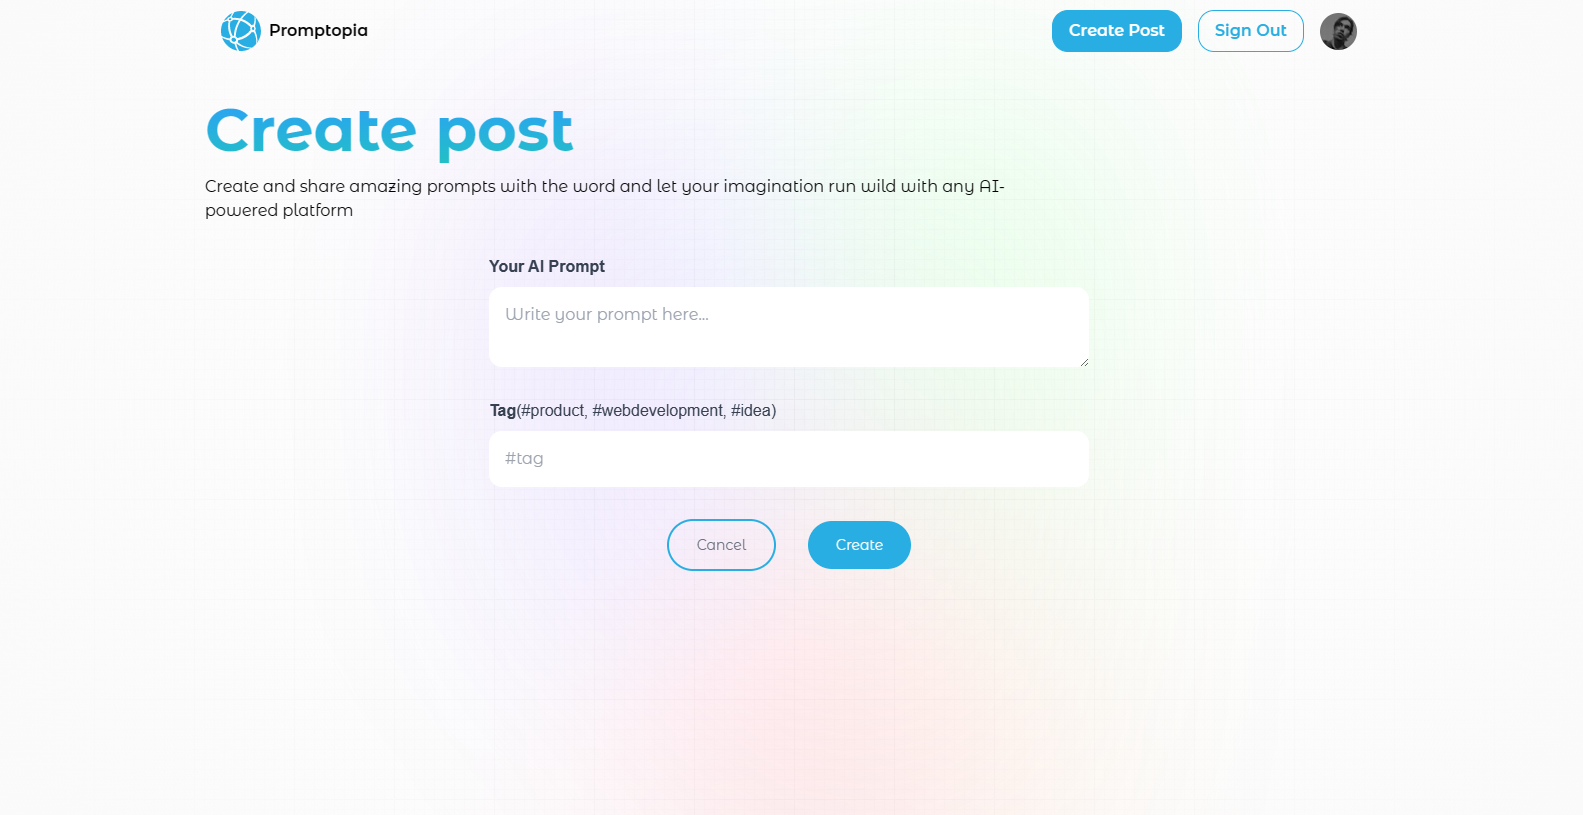 Promptopia
Create Post
Sign Out
Create post
Create and share amazing prompts with the word and let your imagination run wild with any AI-
powered platform
Your AI Prompt
Write your prompt here...
Tag(#product, #webdevelopment, #idea)
#tag
Cancel
Create